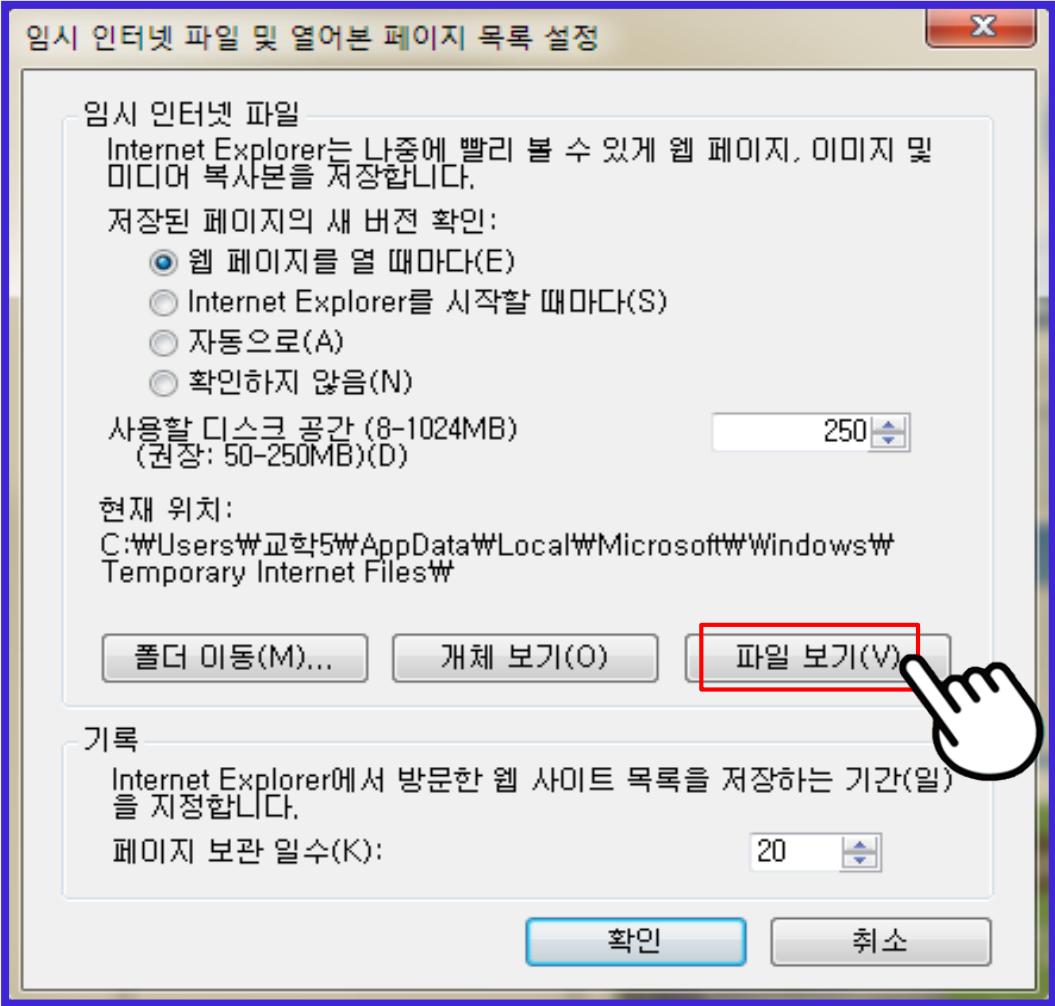 임시 인터넷 파일 및 열어본 페이지 목록 설정
임시 인터넷 파일
Internet Explorer는 나중에 빨리 볼 수 있게 웹 페이지, 이미지 및
미디어 복사본을 저장합니다.
저장된 페이지의 새 버전 확인:
웹 페이지를 열 때마다(E)
Internet Explorer를 시작할 때마다(S)
자동으로(A)
확인하지 않음(N)
사용할 디스크 공간 (8-1024MB) 250
(권장: 50-250MB)(D)
현재 위치:
C:₩Users₩교학5₩AppData₩Local₩Microsoft₩Windows₩
Temporary Internet Files₩
폴더 이동(M)... 개체 보기(O) 파일 보기(V)
기록
Internet Explorer에서 방문한 웹 사이트 목록을 저장하는 기간(일)
을 지정합니다.
페이지 보관 일수(K): 20
확인 취소